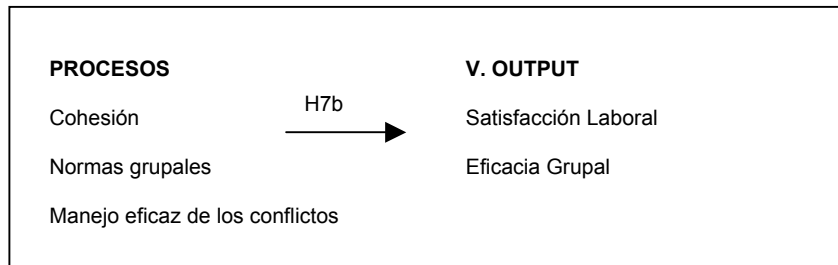 PROCESOS
Cohesión
Normas grupales
Manejo eficaz de los conflictos
H7b
V. OUTPUT
Satisfacción Laboral
Eficacia Grupal